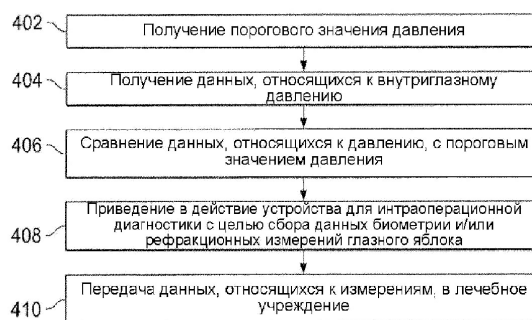 402
Получение порогового значения давления
404
Получение данных, относящихся к внутриглазному
давлению
406
Сравнение данных, относящихся к давлению, с пороговым
значением давления
408
Приведение в действие устройства для интраоперационной
диагностики с целью сбора данных биометрии и/или
рефракционных измерений глазного яблока
410
Передача данных, относящихся к измерениям, в лечебное
учреждение